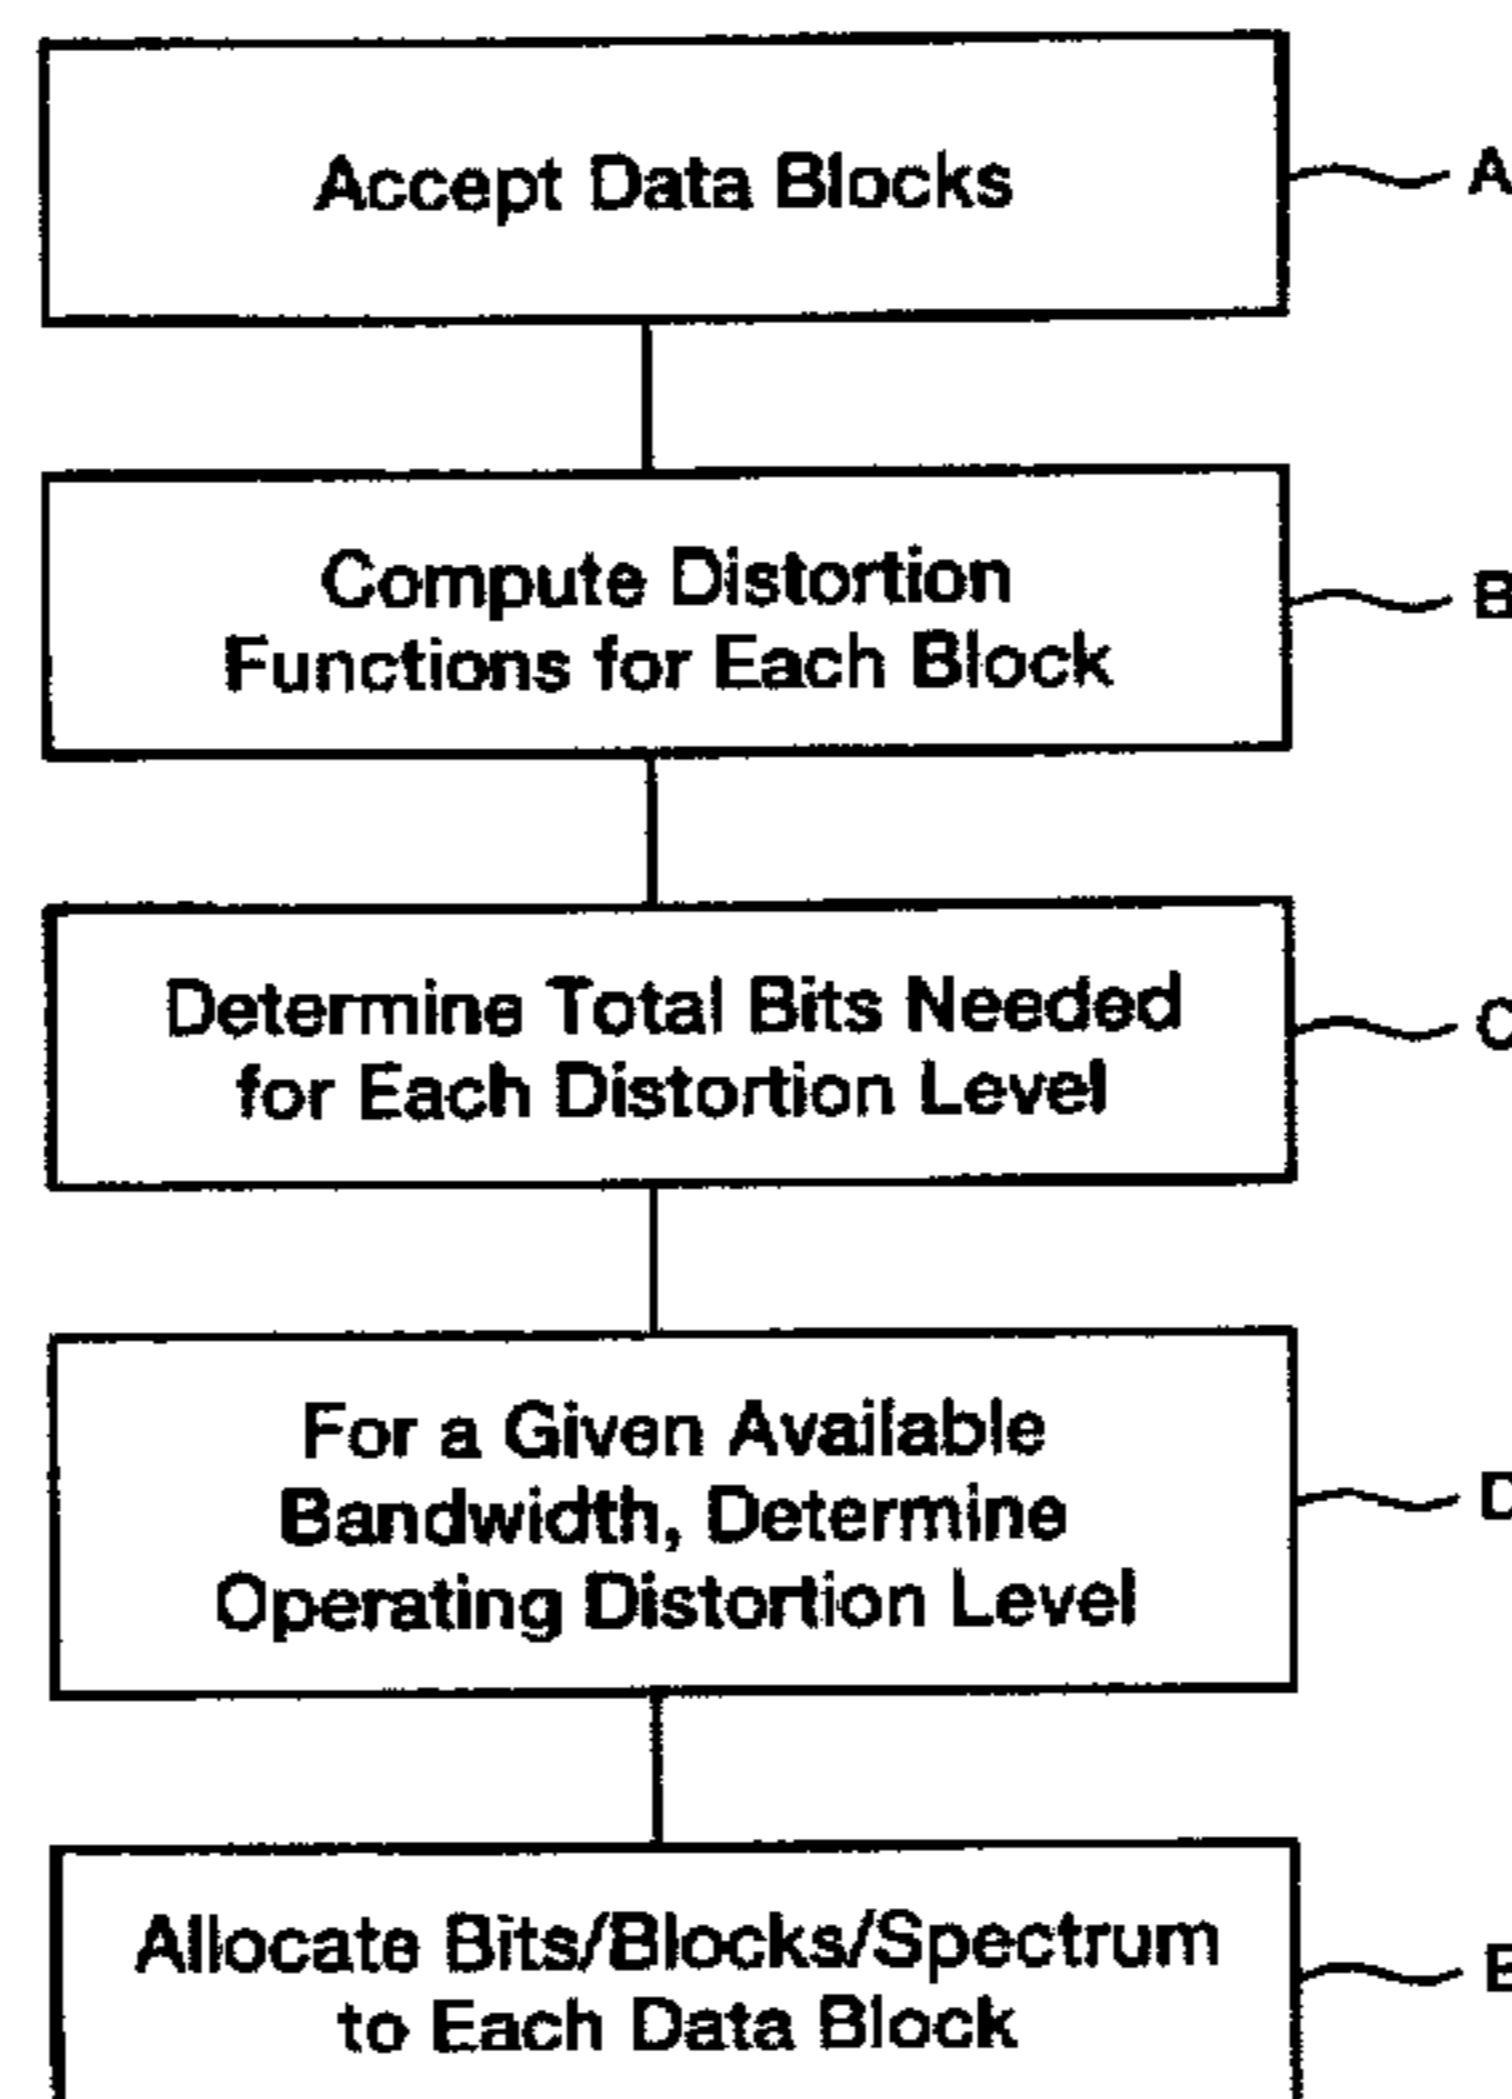 Accept Data Blocks
A
Compute Distortion
Functions for Each Block
B
Determine Total Bits Needed
for Each Distortion Level
C
For a Given Available
Bandwidth, Determine
Operating Distortion Level
D
Allocate Bits/Blocks/Spectrum
to Each Data Block
E